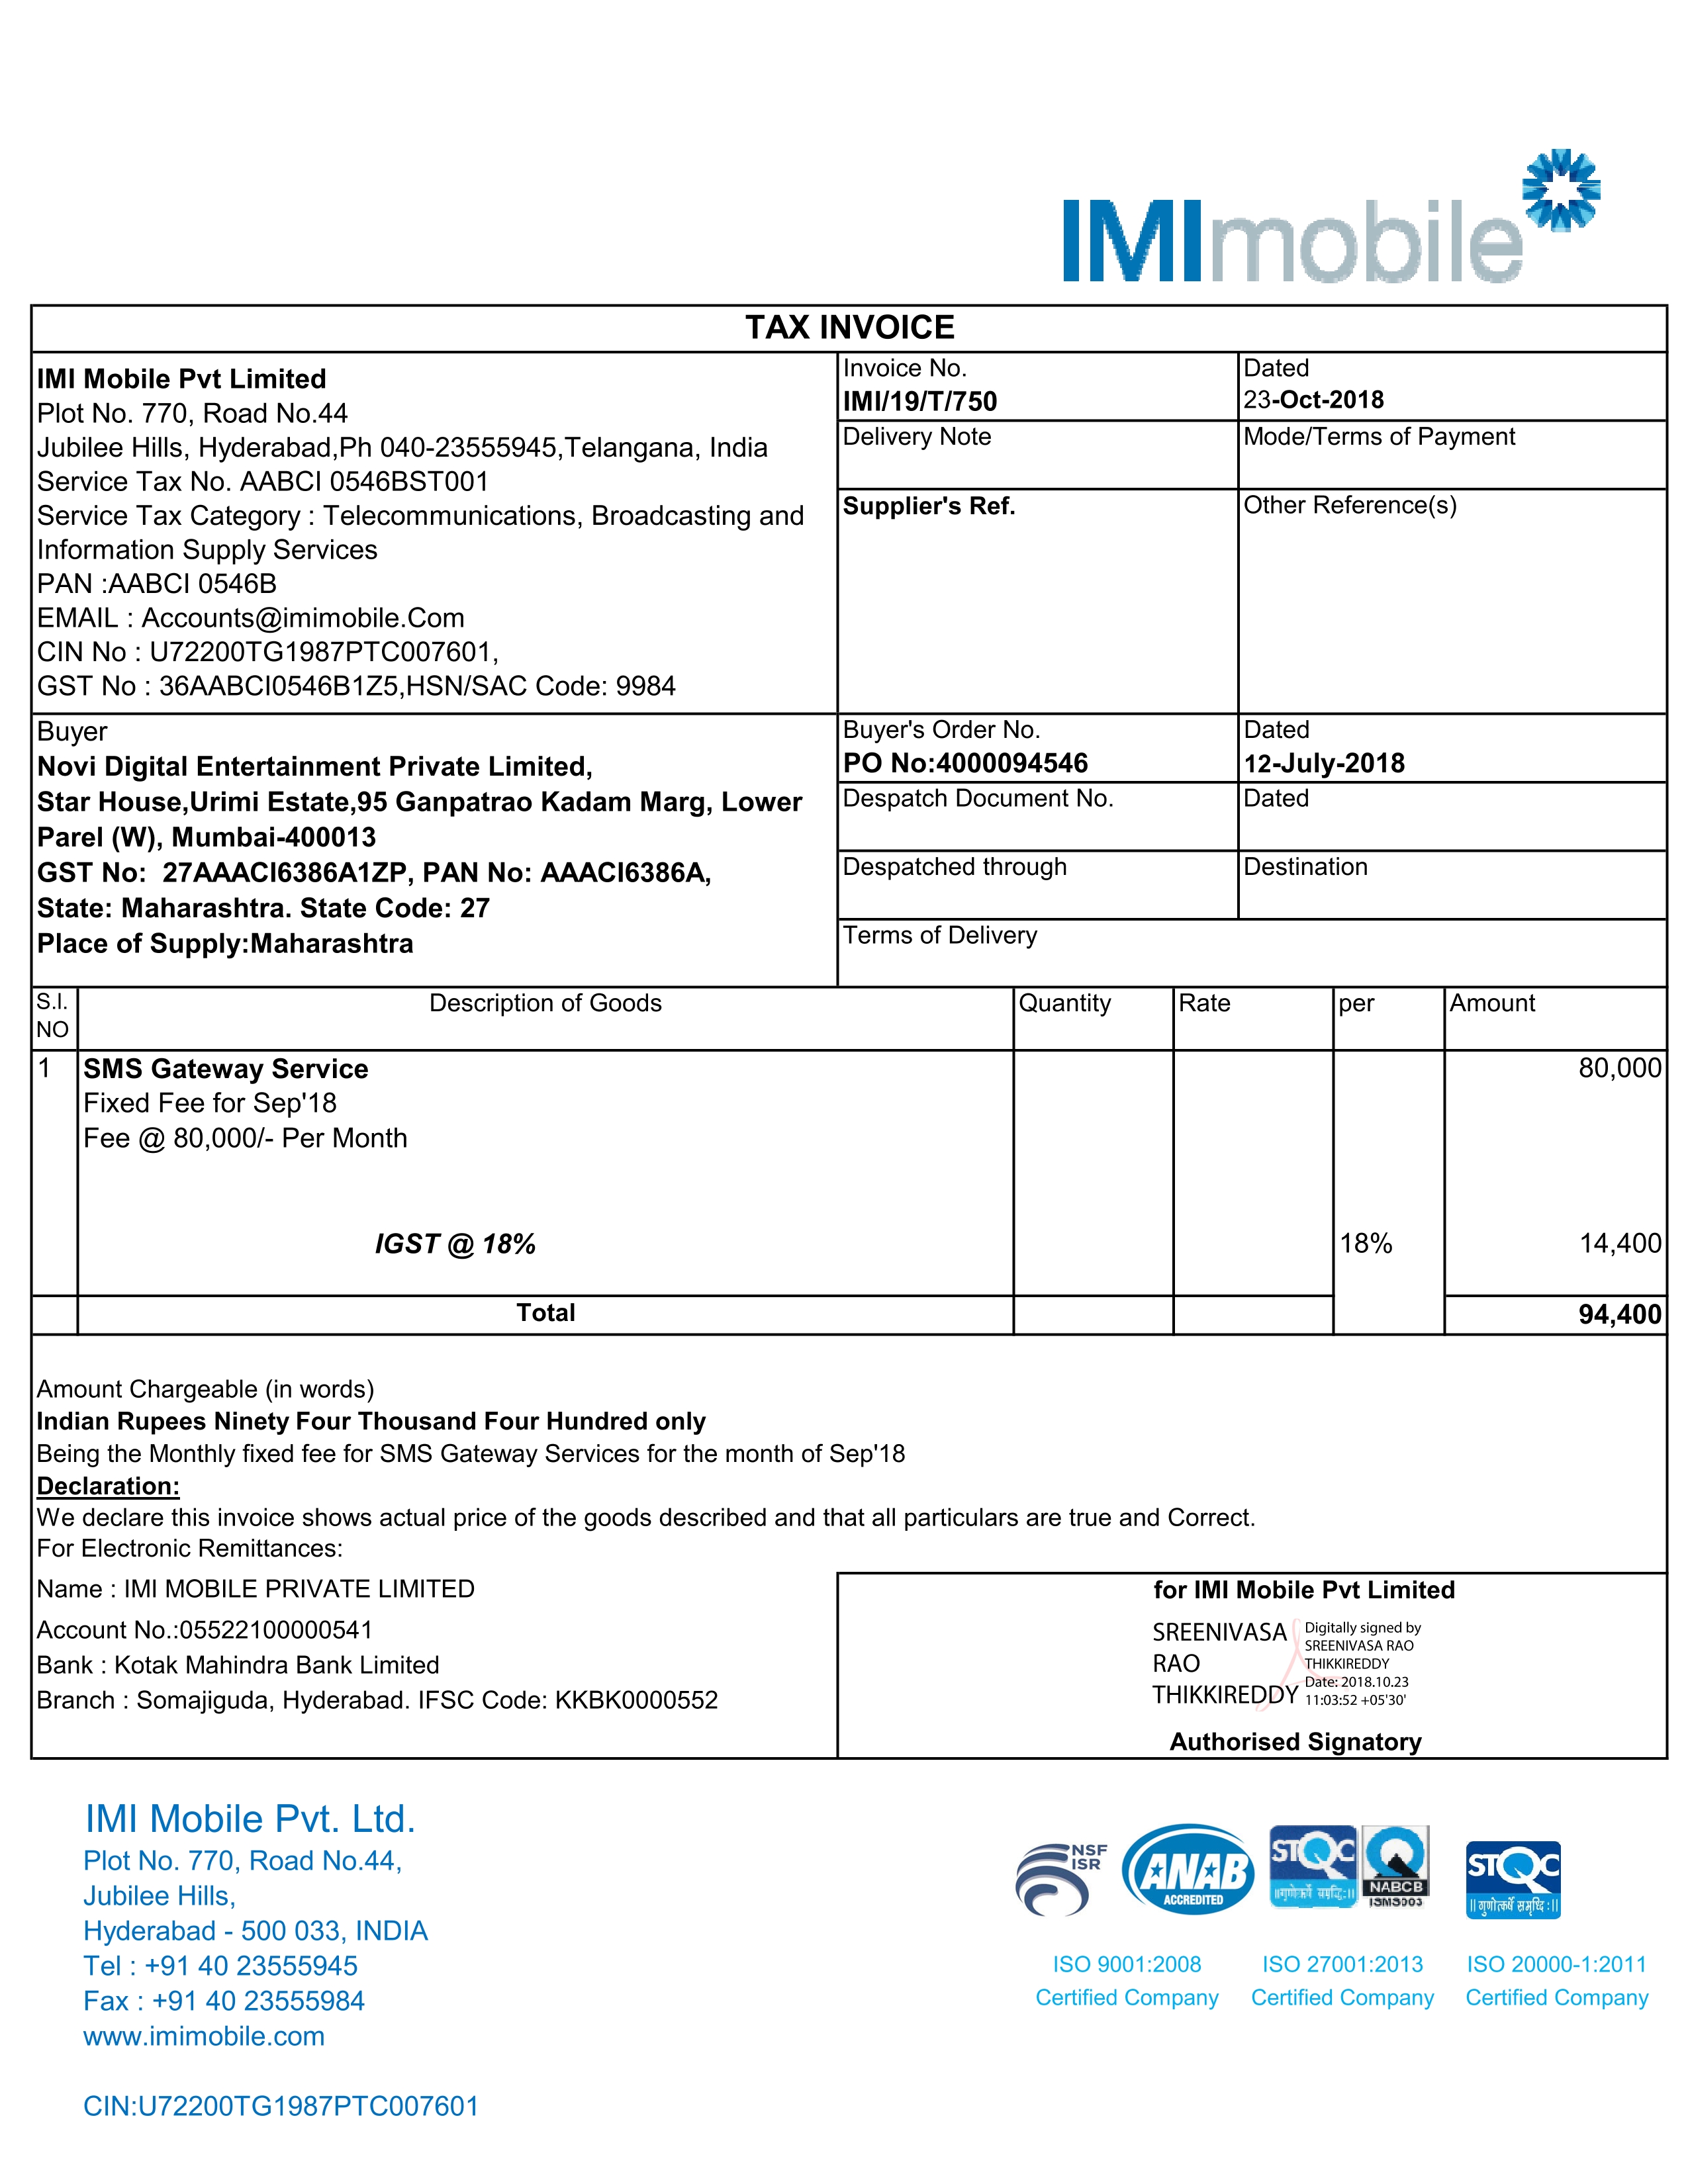 IMImobile
TAX INVOICE
IMI Mobile Pvt Limited
Plot No. 770, Road No.44
Jubilee Hills, Hyderabad,Ph 040-23555945,Telangana, India
Service Tax No. AABCI 0546BST001
Service Tax Category : Telecommunications, Broadcasting and
Information Supply Services
PAN :AABCI 0546B
EMAIL : Accounts@imimobile.Com
CIN No : U72200TG1987PTC007601,
GST No : 36AABCI0546B1Z5,HSN/SAC Code: 9984
Invoice No.
IMI/19/T/750
Dated
23-Oct-2018
Delivery Note
Mode/Terms of Payment
Supplier's Ref.
Other Reference(s)
Buyer
Novi Digital Entertainment Private Limited,
Star House,Urimi Estate,95 Ganpatrao Kadam Marg, Lower
Parel (W), Mumbai-400013
GST No:  27AAACI6386A1ZP, PAN No: AAACI6386A,
State: Maharashtra. State Code: 27
Place of Supply:Maharashtra
Buyer's Order No.
PO No:4000094546
Dated
12-July-2018
Despatch Document No.
Dated
Despatched through
Destination
Terms of Delivery
S.I. NO Description of Goods Quantity Rate per Amount
1 SMS Gateway Service 80,000
Fixed Fee for Sep'18
Fee @ 80,000/- Per Month
IGST @ 18% 18% 14,400
Total 94,400
Amount Chargeable (in words)
Indian Rupees Ninety Four Thousand Four Hundred only
Being the Monthly fixed fee for SMS Gateway Services for the month of Sep'18
Declaration:
We declare this invoice shows actual price of the goods described and that all particulars are true and Correct.
For Electronic Remittances:
Name : IMI MOBILE PRIVATE LIMITED
Account No.:05522100000541
Bank : Kotak Mahindra Bank Limited
Branch : Somajiguda, Hyderabad. IFSC Code: KKBK0000552
for IMI Mobile Pvt Limited
SREENIVASA
RAO
THIKKIREDDY
Digitally signed by
SREENIVASA RAO
THIKKIREDDY
Date: 2018.10.23
11:03:52 +05'30'
Authorised Signatory
IMI Mobile Pvt. Ltd.
Plot No. 770, Road No.44,
Jubilee Hills,
Hyderabad - 500 033, INDIA
Tel : +91 40 23555945
Fax : +91 40 23555984
www.imimobile.com
CIN:U72200TG1987PTC007601
NSF
ISR
ANAB
ACCREDITED
STQC
॥गुणोत्कर्षे समृद्धि:॥
NABCB
ISMS003
STQC
॥गुणोत्कर्षे समृद्धि:॥
ISO 9001:2008
Certified Company
ISO 27001:2013
Certified Company
ISO 20000-1:2011
Certified Company